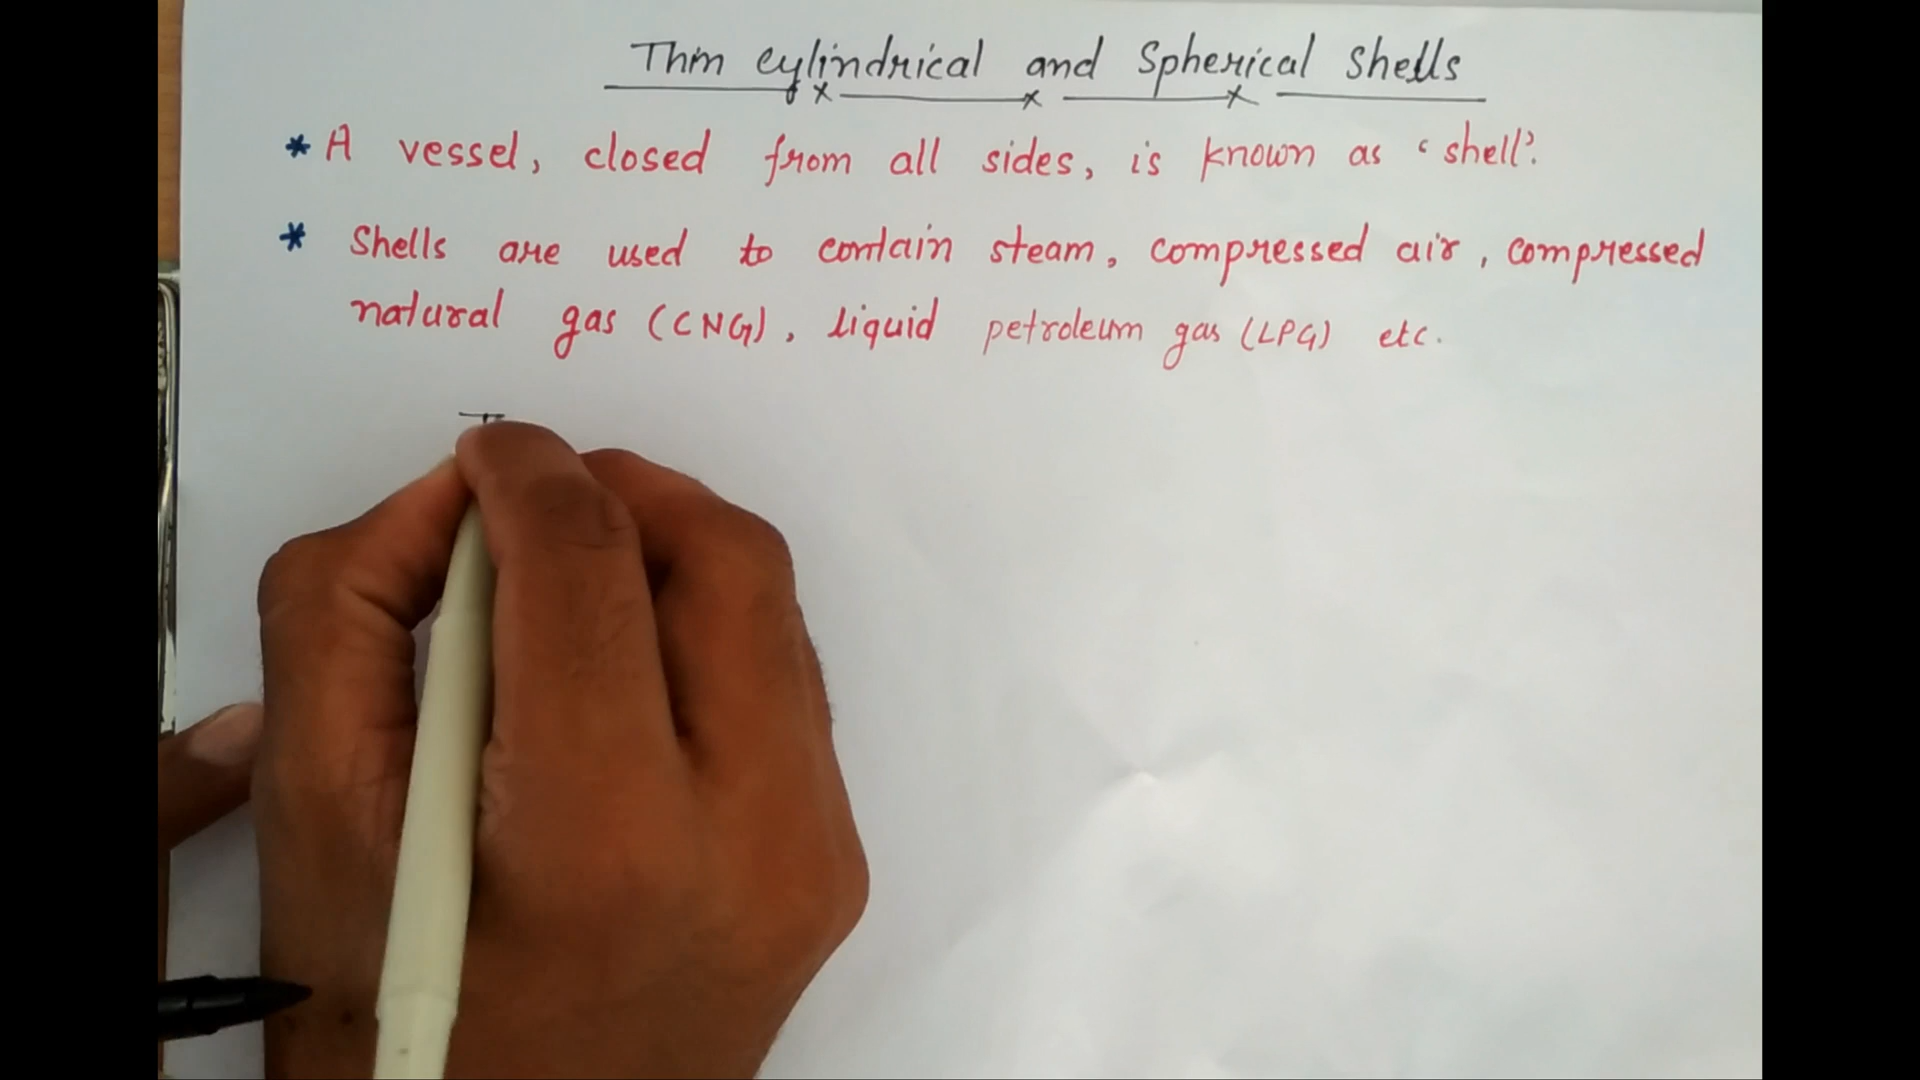 Thin cylindrical and Spherical Shells
* A vessel, closed from all sides, is known as 'shell'.
* Shells are used to contain steam, compressed air, compressed
natural gas (CNG), liquid petroleum gas (LPG) etc.
T